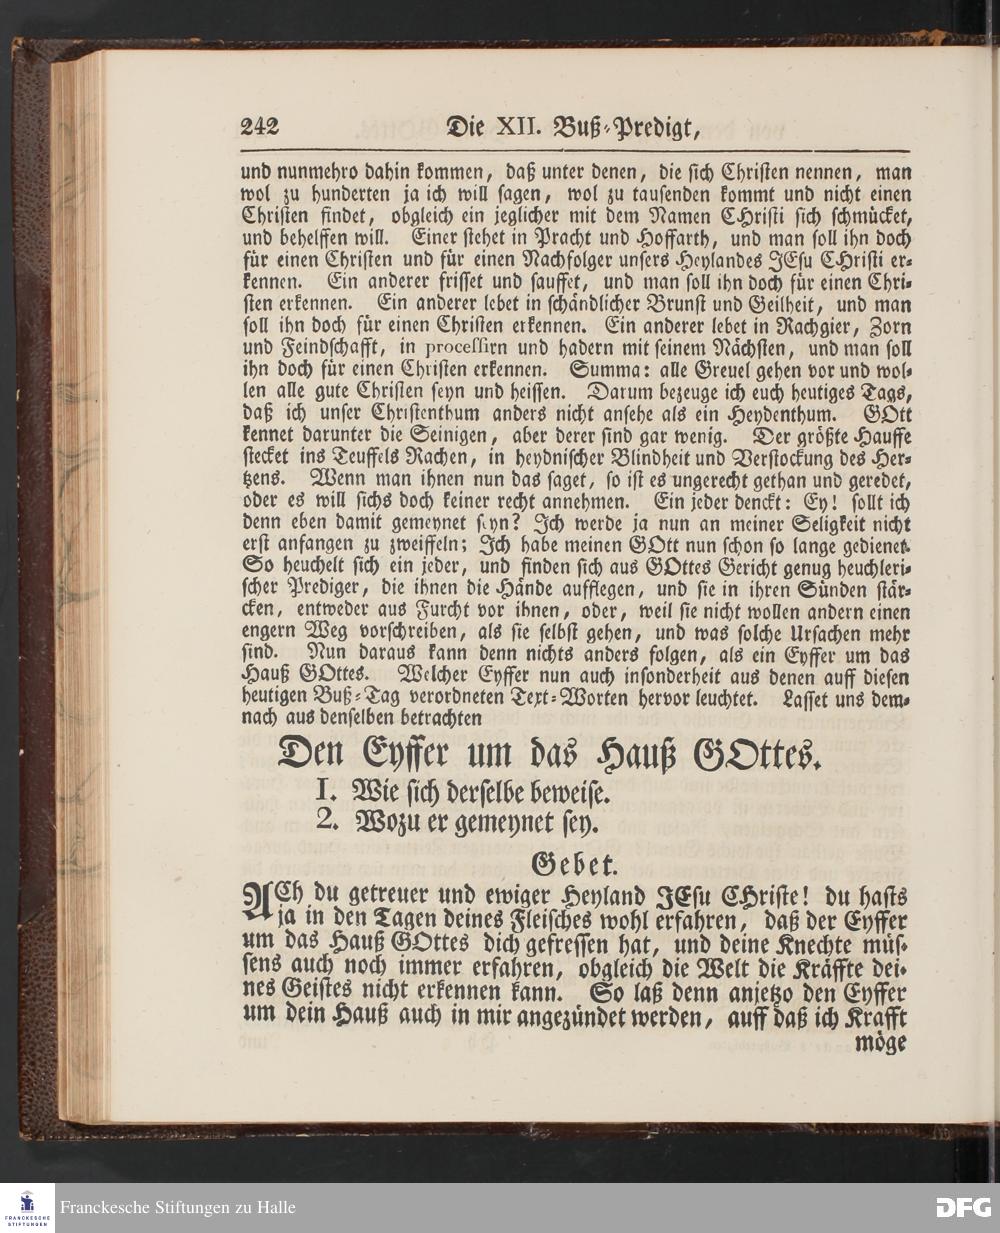 242 Die XII. Buß-Predigt,
und nunmehro dahin kommen, daß unter denen, die sich Christen nennen, man
wol zu hunderten ja ich will sagen, wol zu tausenden kommt und nicht einen
Christen findet, obgleich ein jeglicher mit dem Namen CHristi sich schmücket,
und behelffen will. Einer stehet in Pracht und Hoffarth, und man soll ihn doch
für einen Christen und für einen Nachfolger unsers Heylandes JEsu CHristi er-
kennen. Ein anderer frisset und sauffet, und man soll ihn doch für einen Chri-
sten erkennen. Ein anderer lebet in schändlicher Brunst und Geilheit, und man
soll ihn doch für einen Christen erkennen. Ein anderer lebet in Rachgier, Zorn
und Feindschafft, in processirn und hadern mit seinem Nächsten, und man soll
ihn doch für einen Christen erkennen. Summa: alle Greuel gehen vor und wol-
len alle gute Christen seyn und heissen. Darum bezeuge ich euch heutiges Tags,
daß ich unser Christenthum anders nicht ansehe als ein Heydenthum. GOtt
kennet darunter die Seinigen, aber derer sind gar wenig. Der größte Hauffe
stecket ins Teuffels Rachen, in heydnischer Blindheit und Verstockung des Her-
tzens. Wenn man ihnen nun das saget, so ist es ungerecht gethan und geredet,
oder es will sichs doch keiner recht annehmen. Ein jeder denckt: Ey! sollt ich
denn eben damit gemeynet seyn? Ich werde ja nun an meiner Seligkeit nicht
erst anfangen zu zweiffeln; Ich habe meinen GOtt nun schon so lange gedienet.
So heuchelt sich ein jeder, und finden sich aus GOttes Gericht genug heuchleri-
scher Prediger, die ihnen die Hände aufflegen, und sie in ihren Sünden stär-
cken, entweder aus Furcht vor ihnen, oder, weil sie nicht wollen andern einen
engern Weg vorschreiben, als sie selbst gehen, und was solche Ursachen mehr
sind. Nun daraus kann denn nichts anders folgen, als ein Eyffer um das
Hauß GOttes. Welcher Eyffer nun auch insonderheit aus denen auff diesen
heutigen Buß-Tag verordneten Text-Worten hervor leuchtet. Lasset uns dem-
nach aus denselben betrachten
Den Eyffer um das Hauß GOttes.
1. Wie sich derselbe beweise.
2. Wozu er gemeynet sey.
Gebet.
ACh du getreuer und ewiger Heyland JEsu CHriste! du hasts
ja in den Tagen deines Fleisches wohl erfahren, daß der Eyffer
um das Hauß GOttes dich gefressen hat, und deine Knechte müs-
sens auch noch immer erfahren, obgleich die Welt die Kräffte dei-
nes Geistes nicht erkennen kann. So laß denn anjetzo den Eyffer
um dein Hauß auch in mir angezündet werden, auff daß ich Krafft
möge
FRANCKESCHE
STIFTUNGEN
Franckesche Stiftungen zu Halle
DFG